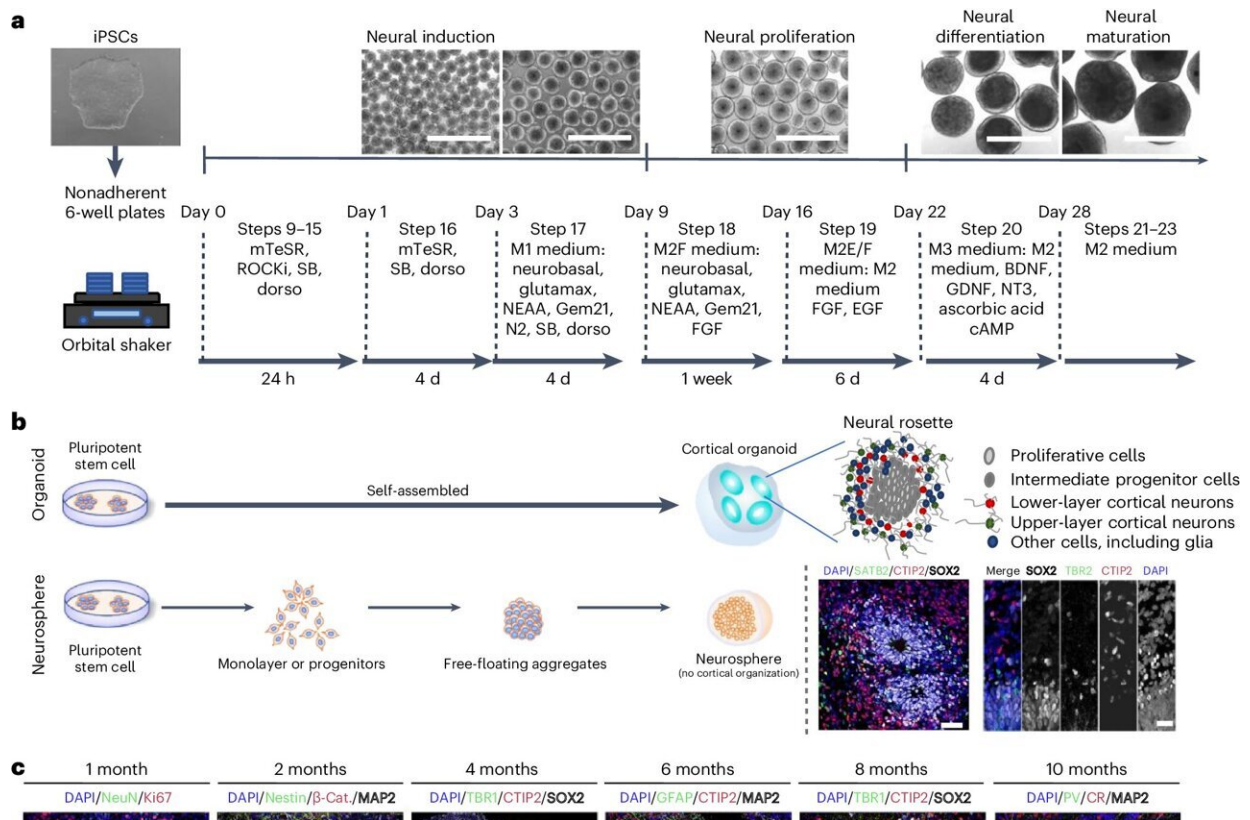 a
iPSCs
Neural induction
Neural proliferation
Neural
differentiation
Neural
maturation
Nonadherent
6-well plates
Orbital shaker
Day 0
Day 1
Day 3
Day 9
Day 16
Day 22
Day 28
Steps 9–15
mTeSR,
ROCKi, SB,
dorso
Step 16
mTeSR,
SB, dorso
Step 17
M1 medium:
neurobasal,
glutamax,
NEAA, Gem21,
N2, SB, dorso
Step 18
M2F medium:
neurobasal,
glutamax,
NEAA, Gem21,
FGF
Step 19
M2E/F
medium: M2
medium
FGF, EGF
Step 20
M3 medium: M2
medium, BDNF,
GDNF, NT3,
ascorbic acid
cAMP
Steps 21–23
M2 medium
24 h
4 d
4 d
1 week
6 d
4 d
b
Organoid
Pluripotent
stem cell
Self-assembled
Cortical organoid
Neural rosette
Proliferative cells
Intermediate progenitor cells
Lower-layer cortical neurons
Upper-layer cortical neurons
Other cells, including glia
Neurosphere
Pluripotent
stem cell
Monolayer or progenitors
Free-floating aggregates
Neurosphere
(no cortical organization)
DAPI/SATB2/CTIP2/SOX2
Merge SOX2 TBR2 CTIP2 DAPI
c
1 month
2 months
4 months
6 months
8 months
10 months
DAPI/NeuN/Ki67
DAPI/Nestin/β-Cat./MAP2
DAPI/TBR1/CTIP2/SOX2
DAPI/GFAP/CTIP2/MAP2
DAPI/TBR1/CTIP2/SOX2
DAPI/PV/CR/MAP2